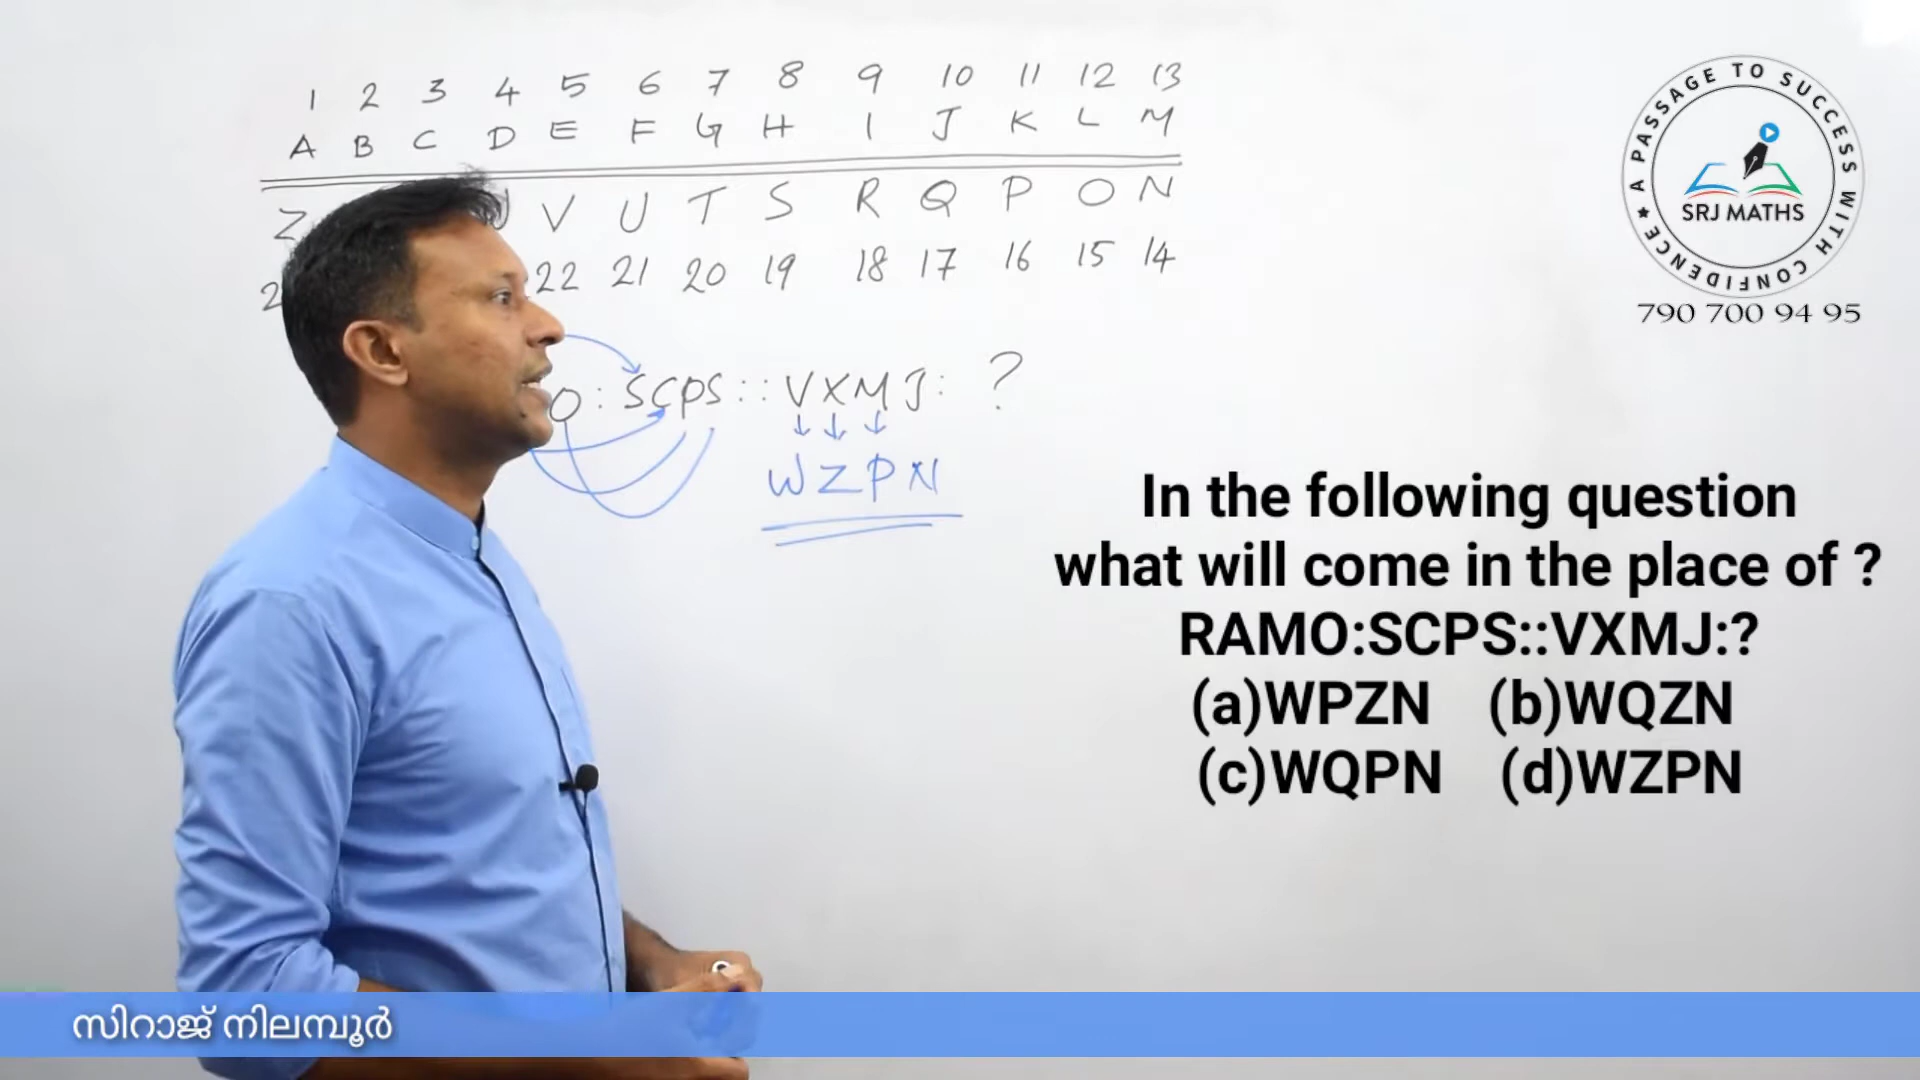 1 2 3 4 5 6 7 8 9 10 11 12 13
A B C D E F G H I J K L M
Z V U T S R Q P O N
22 21 20 19 18 17 16 15 14
O : SCPS :: VXMJ : ?
WZPN
A PASSAGE TO SUCCESS WITH CONFIDENCE
SRJ MATHS
790 700 94 95
In the following question
what will come in the place of ?
RAMO:SCPS::VXMJ:?
(a)WPZN (b)WQZN
(c)WQPN (d)WZPN
സിറാജ് നിലമ്പൂർ